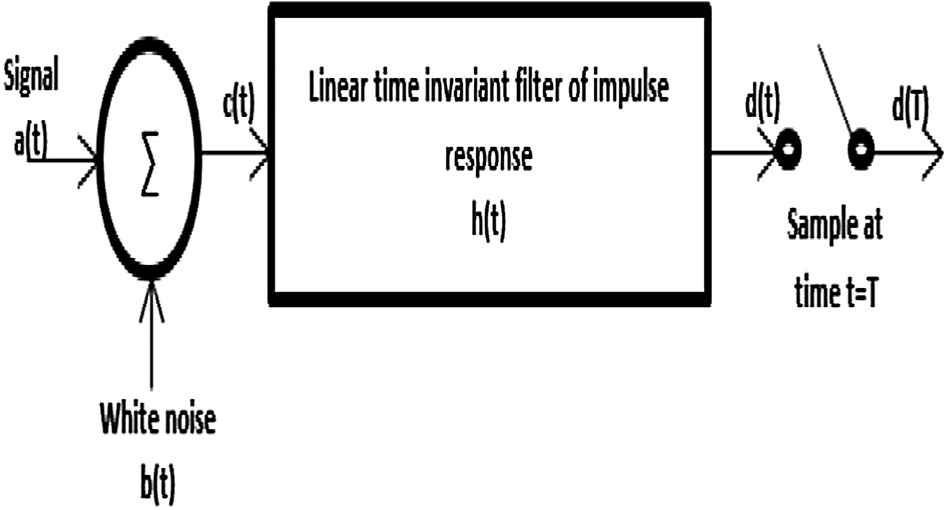 Signal
a(t)
Σ
c(t)
Linear time invariant filter of impulse
response
h(t)
d(t)
d(T)
Sample at
time t=T
White noise
b(t)